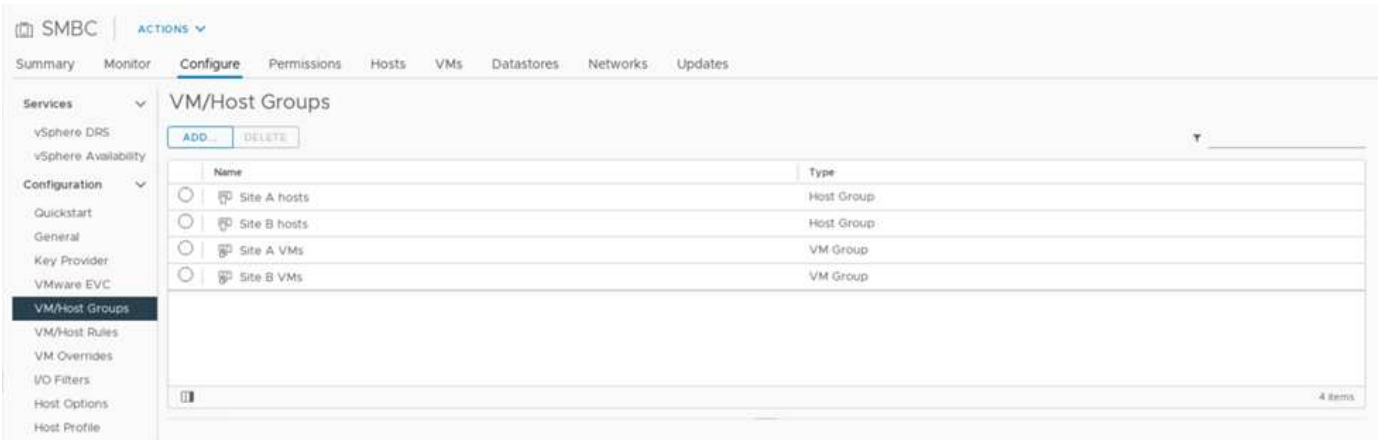 SMBC ACTIONS
Summary Monitor Configure Permissions Hosts VMs Datastores Networks Updates
Services
vSphere DRS
vSphere Availability
Configuration
Quickstart
General
Key Provider
VMware EVC
VM/Host Groups
VM/Host Rules
VM Overrides
I/O Filters
Host Options
Host Profile
VM/Host Groups
ADD... DELETE
Name Type
Site A hosts Host Group
Site B hosts Host Group
Site A VMs VM Group
Site B VMs VM Group
4 items